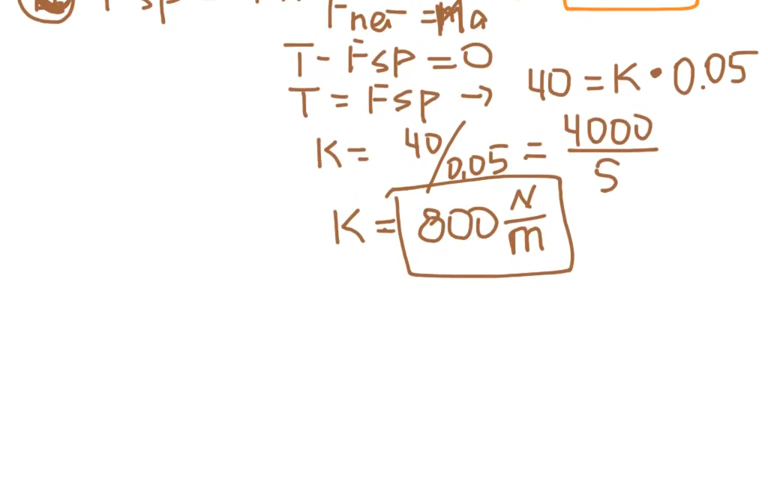 Fnet = ma
T - Fsp = 0
T = Fsp → 40 = K • 0.05
K = 40/0.05 = 4000/5
K = 800 N/m